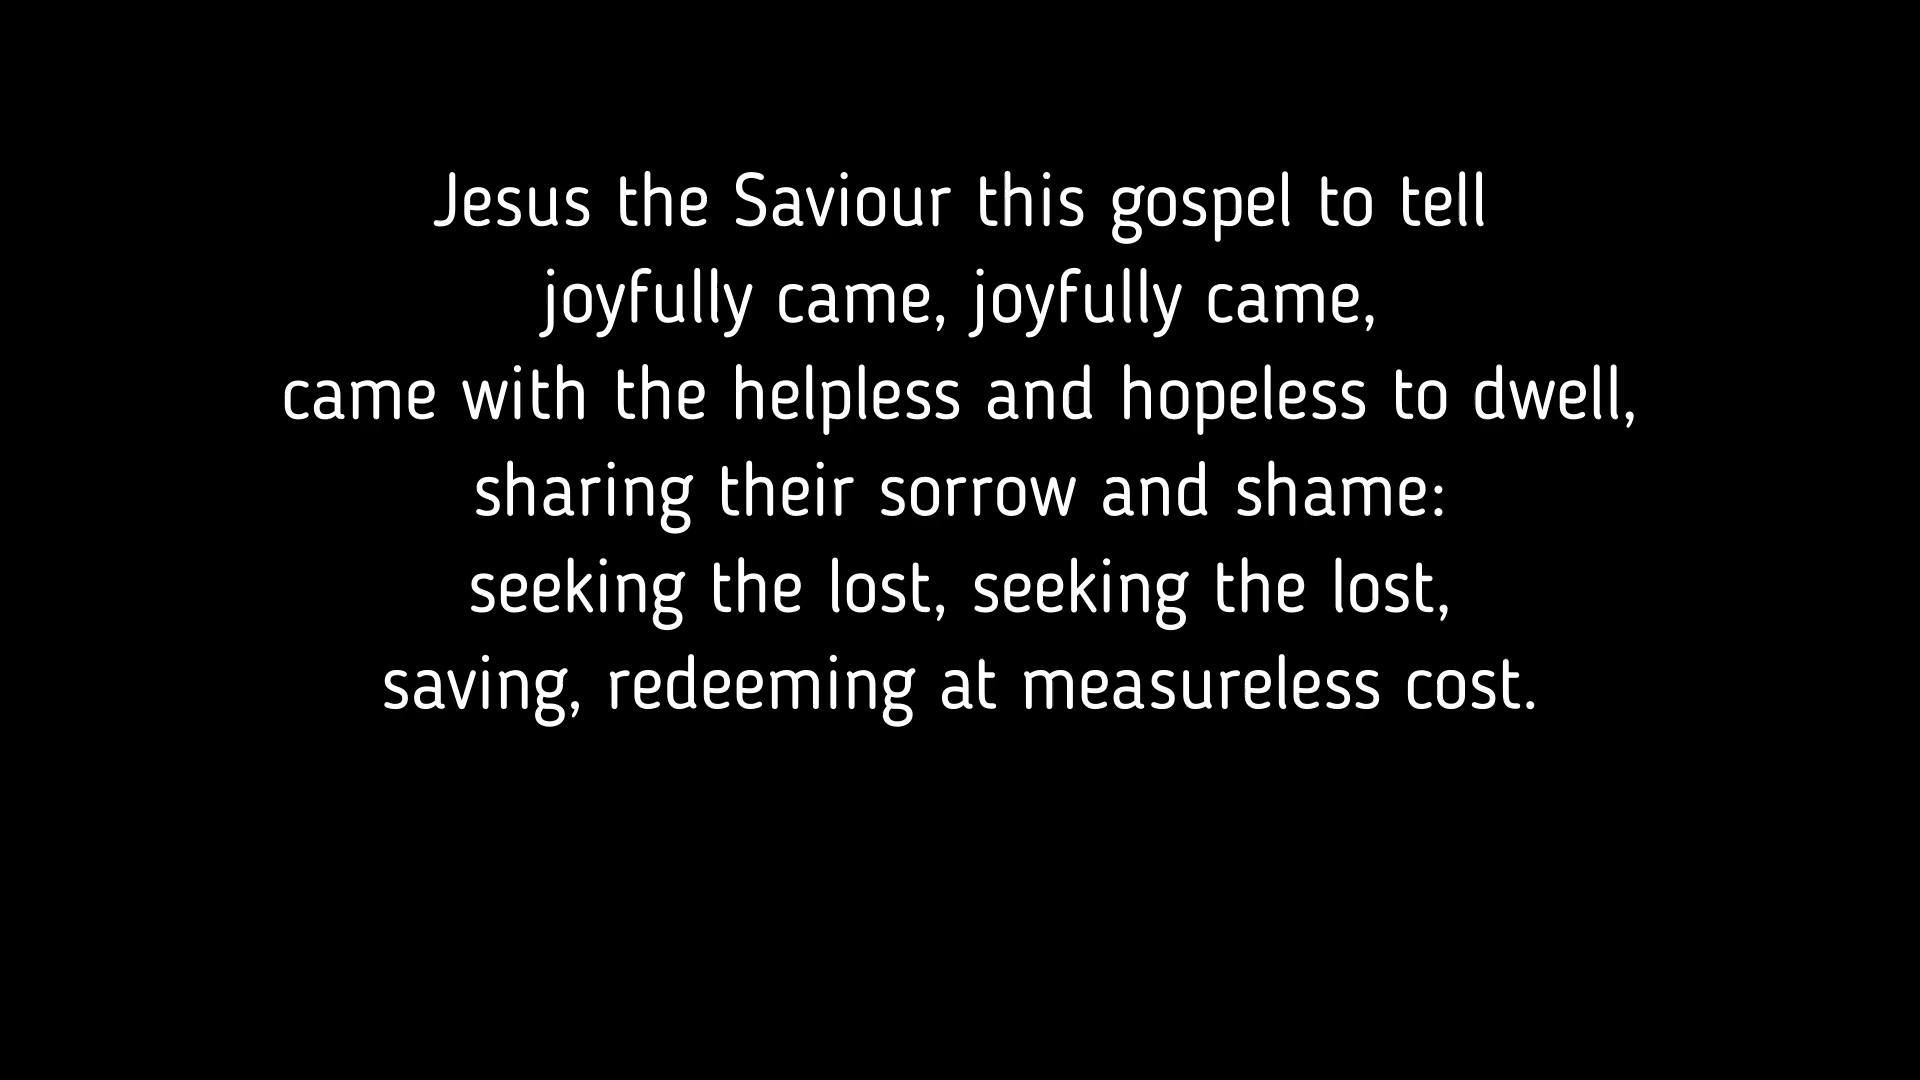 Jesus the Saviour this gospel to tell
joyfully came, joyfully came,
came with the helpless and hopeless to dwell,
sharing their sorrow and shame:
seeking the lost, seeking the lost,
saving, redeeming at measureless cost.